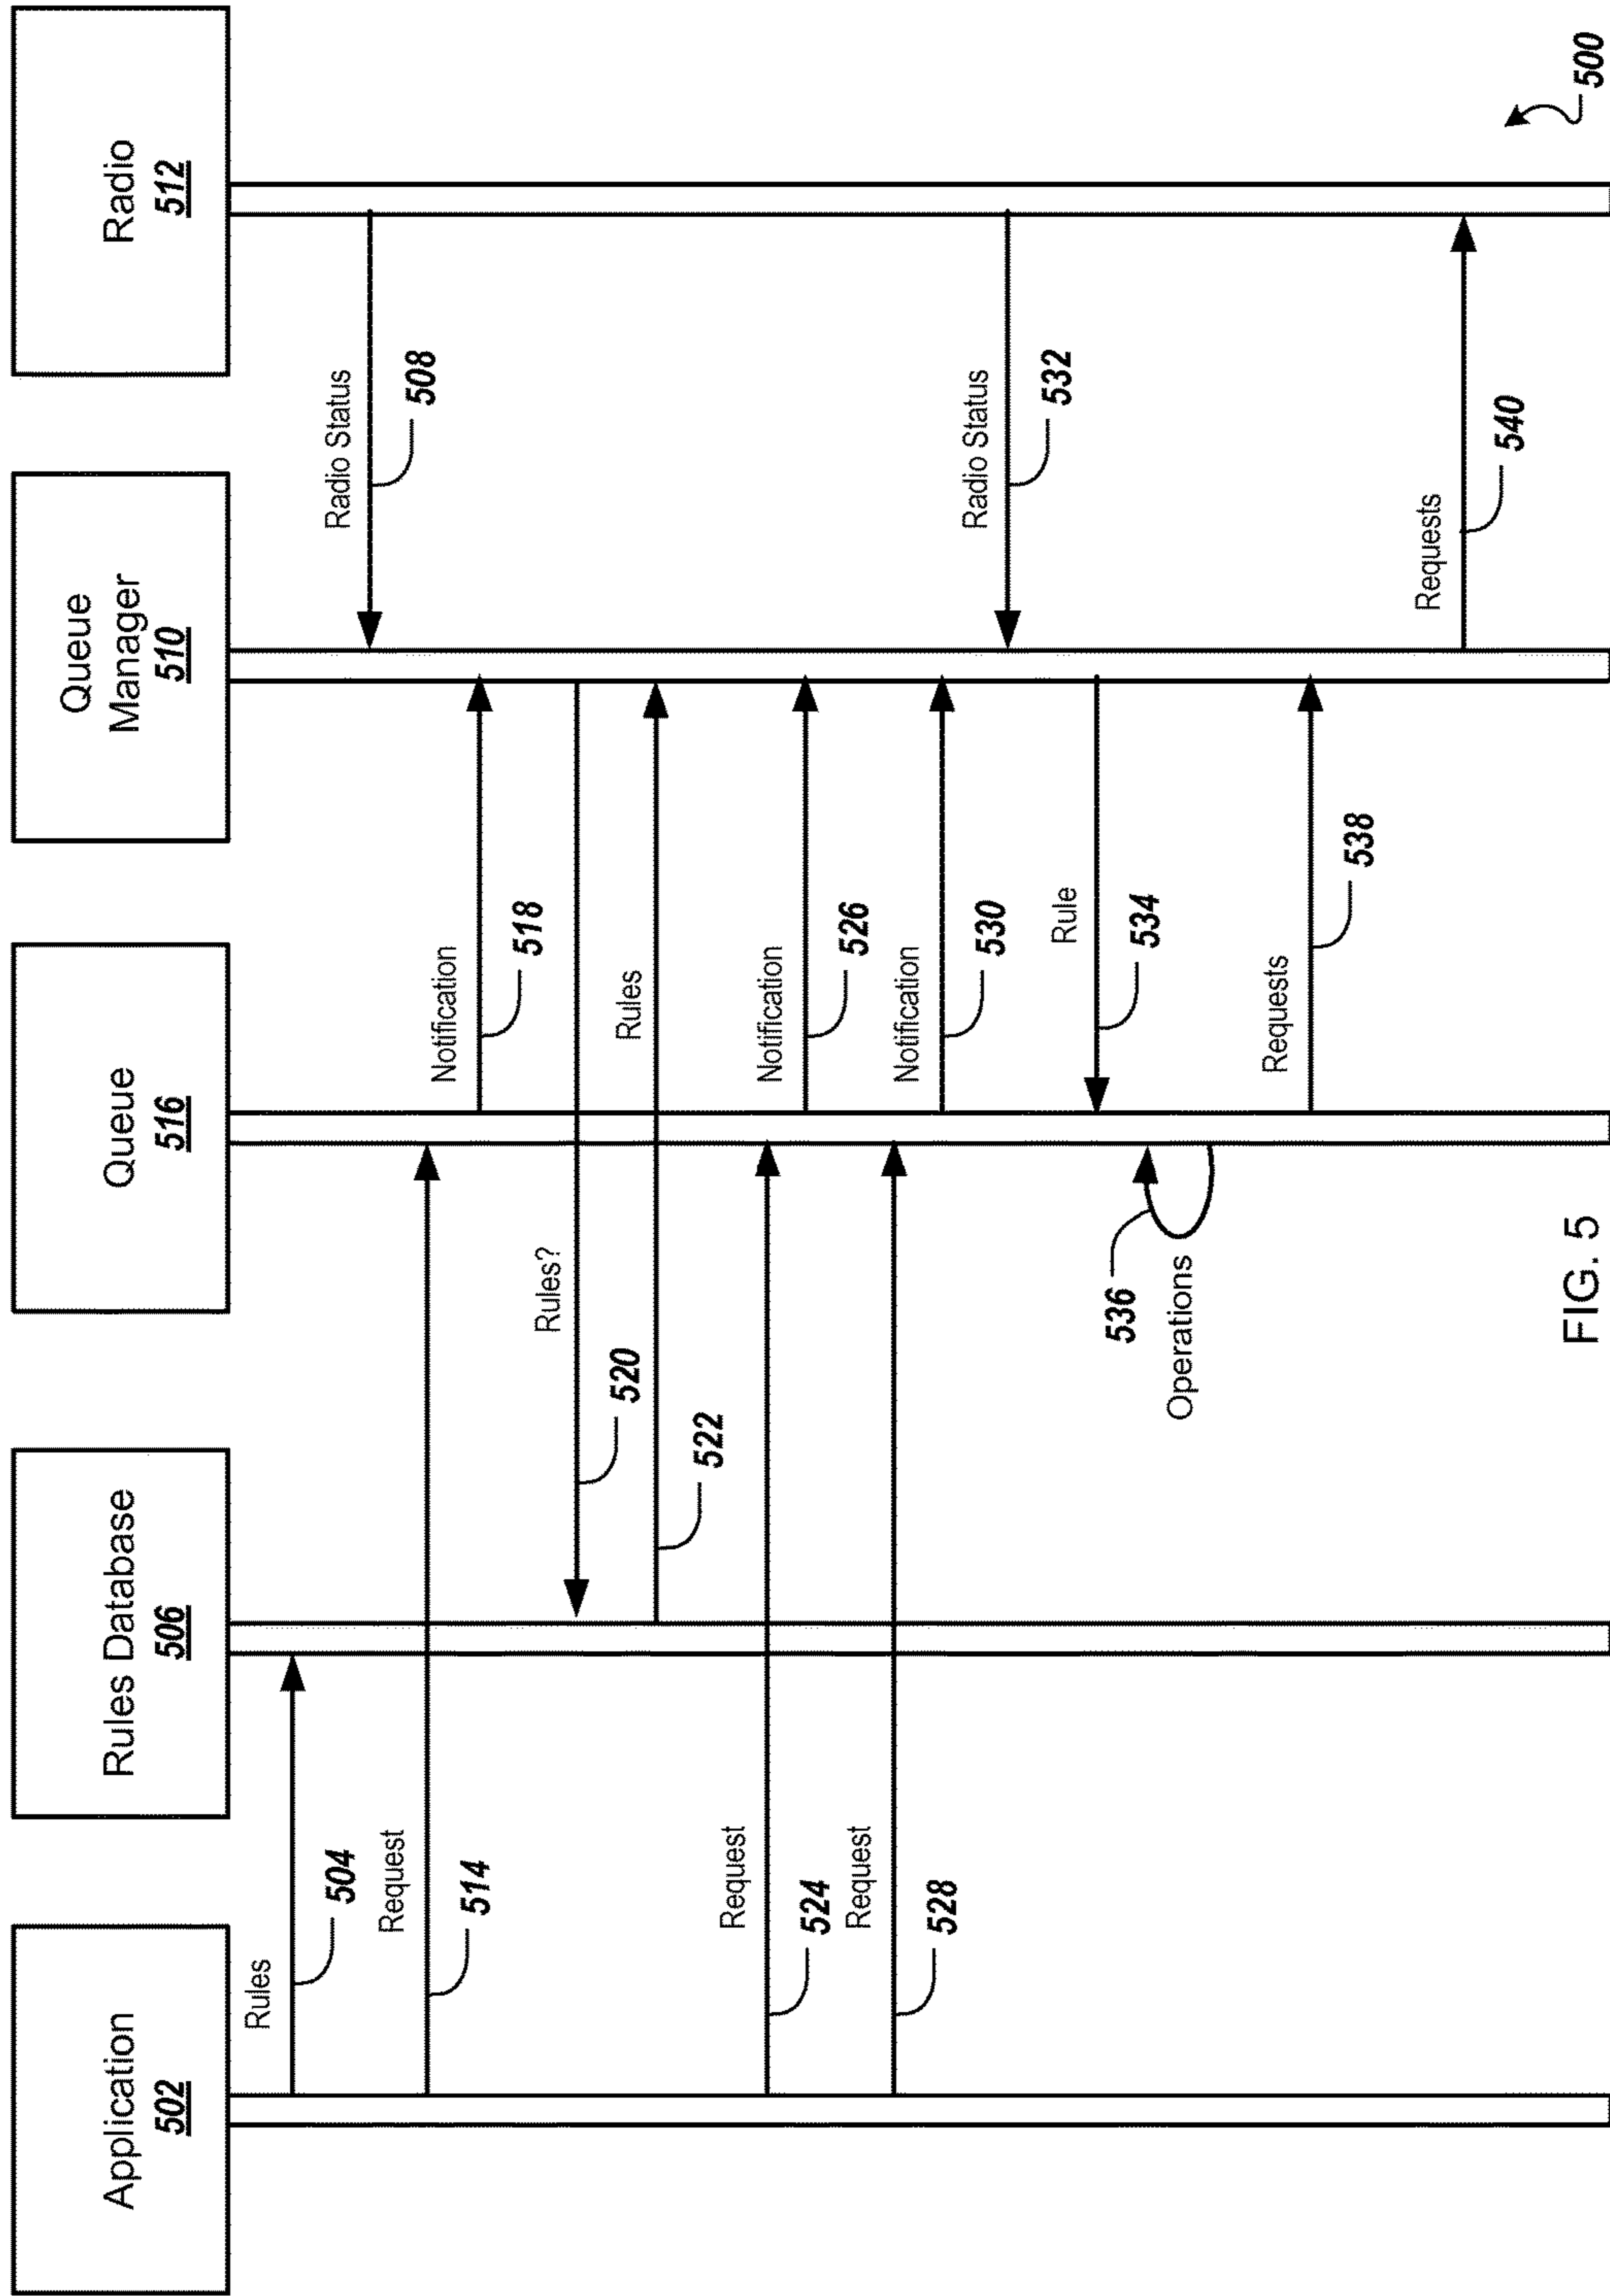 Application
502
Rules Database
506
Queue
516
Queue
Manager
510
Radio
512
Rules
504
Radio Status
508
Request
514
Notification
518
Rules?
520
Rules
522
Request
524
Notification
526
Request
528
Notification
530
Radio Status
532
Rule
534
536
Operations
Requests
538
Requests
540
500
FIG. 5